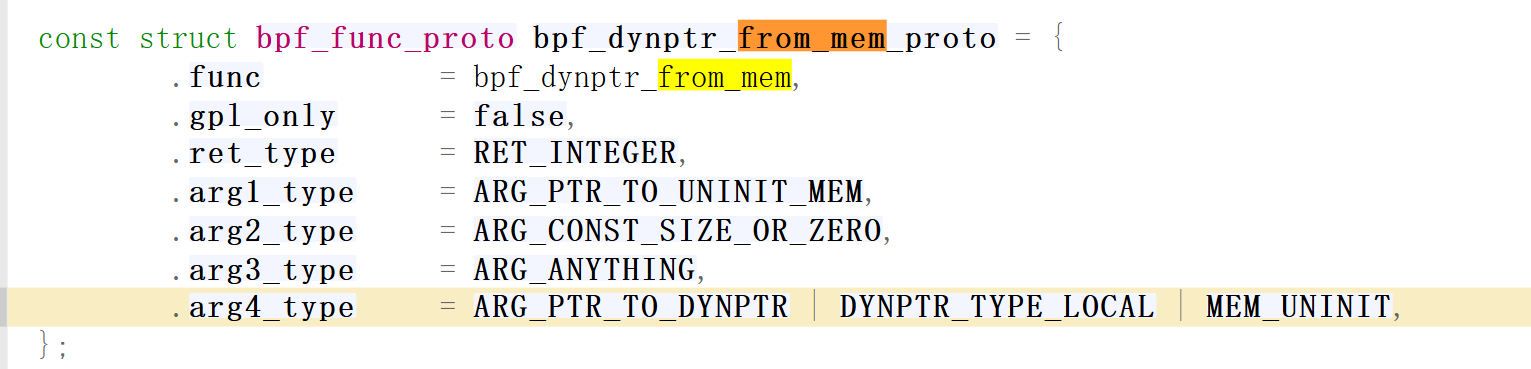 const struct bpf_func_proto bpf_dynptr_from_mem_proto = {
.func = bpf_dynptr_from_mem,
.gpl_only = false,
.ret_type = RET_INTEGER,
.arg1_type = ARG_PTR_TO_UNINIT_MEM,
.arg2_type = ARG_CONST_SIZE_OR_ZERO,
.arg3_type = ARG_ANYTHING,
.arg4_type = ARG_PTR_TO_DYNPTR | DYNPTR_TYPE_LOCAL | MEM_UNINIT,
};